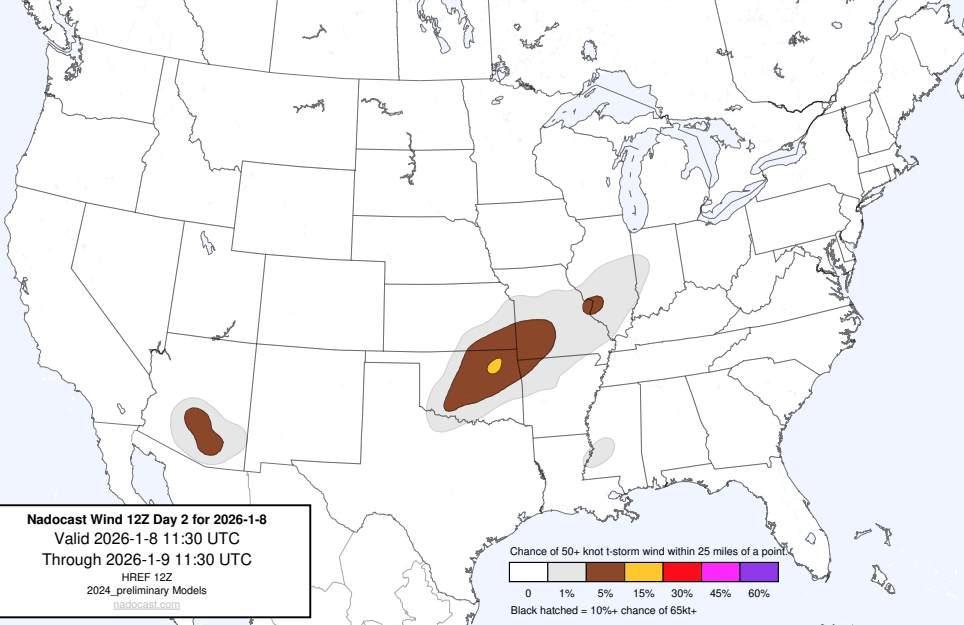 Nadocast Wind 12Z Day 2 for 2026-1-8
Valid 2026-1-8 11:30 UTC
Through 2026-1-9 11:30 UTC
HREF 12Z
2024_preliminary Models
nadocast.com
Chance of 50+ knot t-storm wind within 25 miles of a point.
0 1% 5% 15% 30% 45% 60%
Black hatched = 10%+ chance of 65kt+